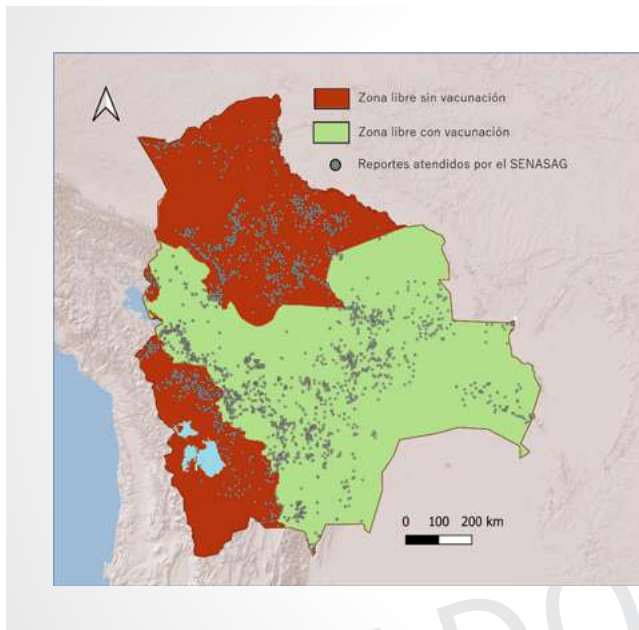 Zona libre sin vacunación
Zona libre con vacunación
Reportes atendidos por el SENASAG
0 100 200 km